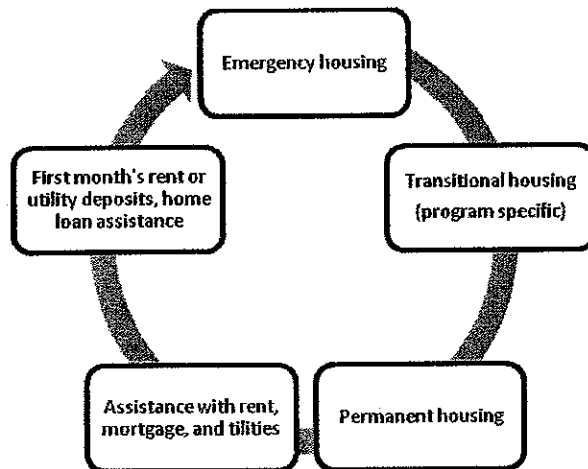 Emergency housing
Transitional housing
(program specific)
Permanent housing
Assistance with rent,
mortgage, and tilities
First month's rent or
utility deposits, home
loan assistance